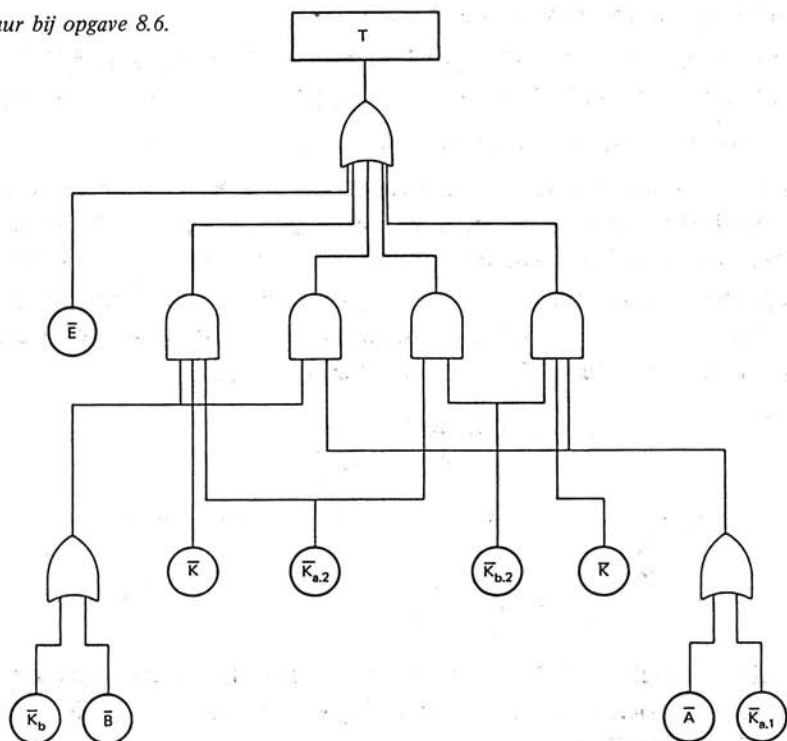 uur bij opgave 8.6.
T
E̅
K̅
K̅a.2
K̅b.2
K̅
K̅b
B̅
A̅
K̅a.1